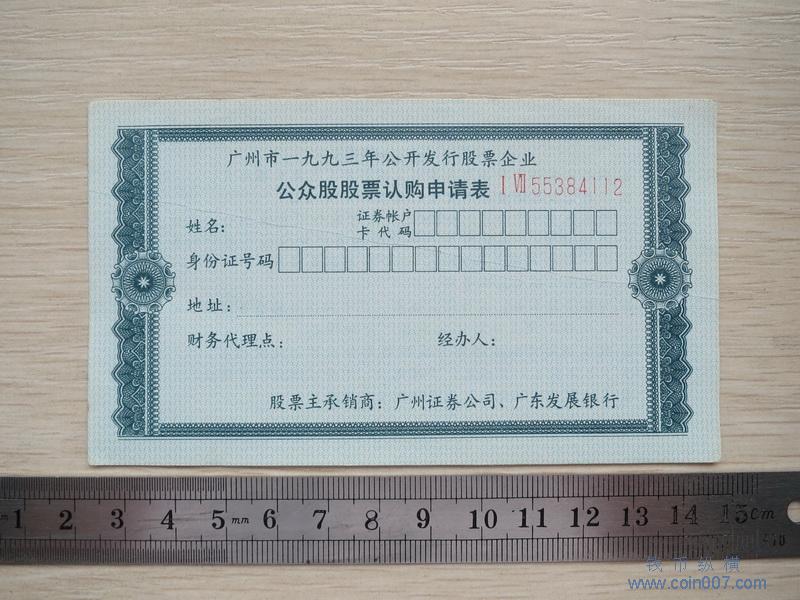 广州市一九九三年公开发行股票企业
公众股股票认购申请表 I Ⅶ 55384112
姓名: 证券帐户
卡代码
身份证号码
地址:
财务代理点: 经办人:
股票主承销商: 广州证券公司、广东发展银行
1 2 3 4 5 mm 6 7 8 9 10 11 12 13 14 15 cm
钱币纵横
www.coin007.com